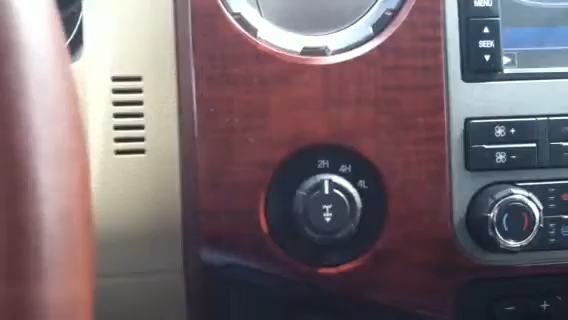 MENU
SEEK
2H 4H 4L
+
-
- +